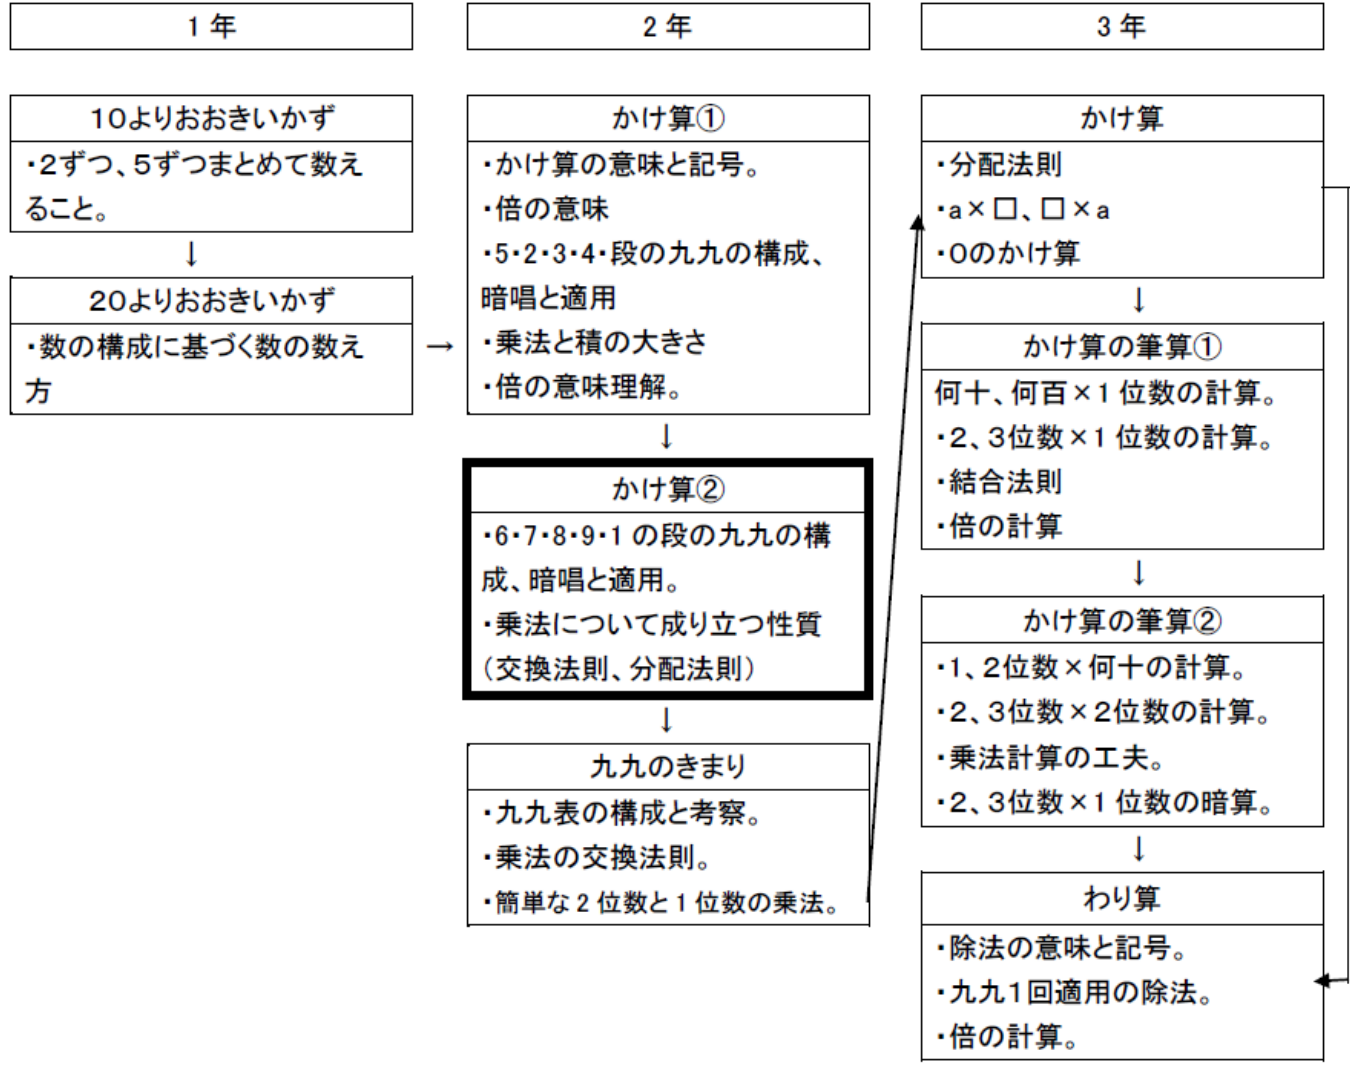 1年
10よりおおきいかず
・2ずつ、5ずつまとめて数え
ること。
↓
20よりおおきいかず
・数の構成に基づく数の数え
方
→
2年
かけ算①
・かけ算の意味と記号。
・倍の意味
・5・2・3・4・段の九九の構成、
暗唱と適用
・乗法と積の大きさ
・倍の意味理解。
↓
かけ算②
・6・7・8・9・1の段の九九の構
成、暗唱と適用。
・乗法について成り立つ性質
（交換法則、分配法則）
↓
九九のきまり
・九九表の構成と考察。
・乗法の交換法則。
・簡単な2位数と1位数の乗法。
3年
かけ算
・分配法則
・a×□、□×a
・0のかけ算
↓
かけ算の筆算①
何十、何百×1位数の計算。
・2、3位数×1位数の計算。
・結合法則
・倍の計算
↓
かけ算の筆算②
・1、2位数×何十の計算。
・2、3位数×2位数の計算。
・乗法計算の工夫。
・2、3位数×1位数の暗算。
↓
わり算
・除法の意味と記号。
・九九1回適用の除法。
・倍の計算。